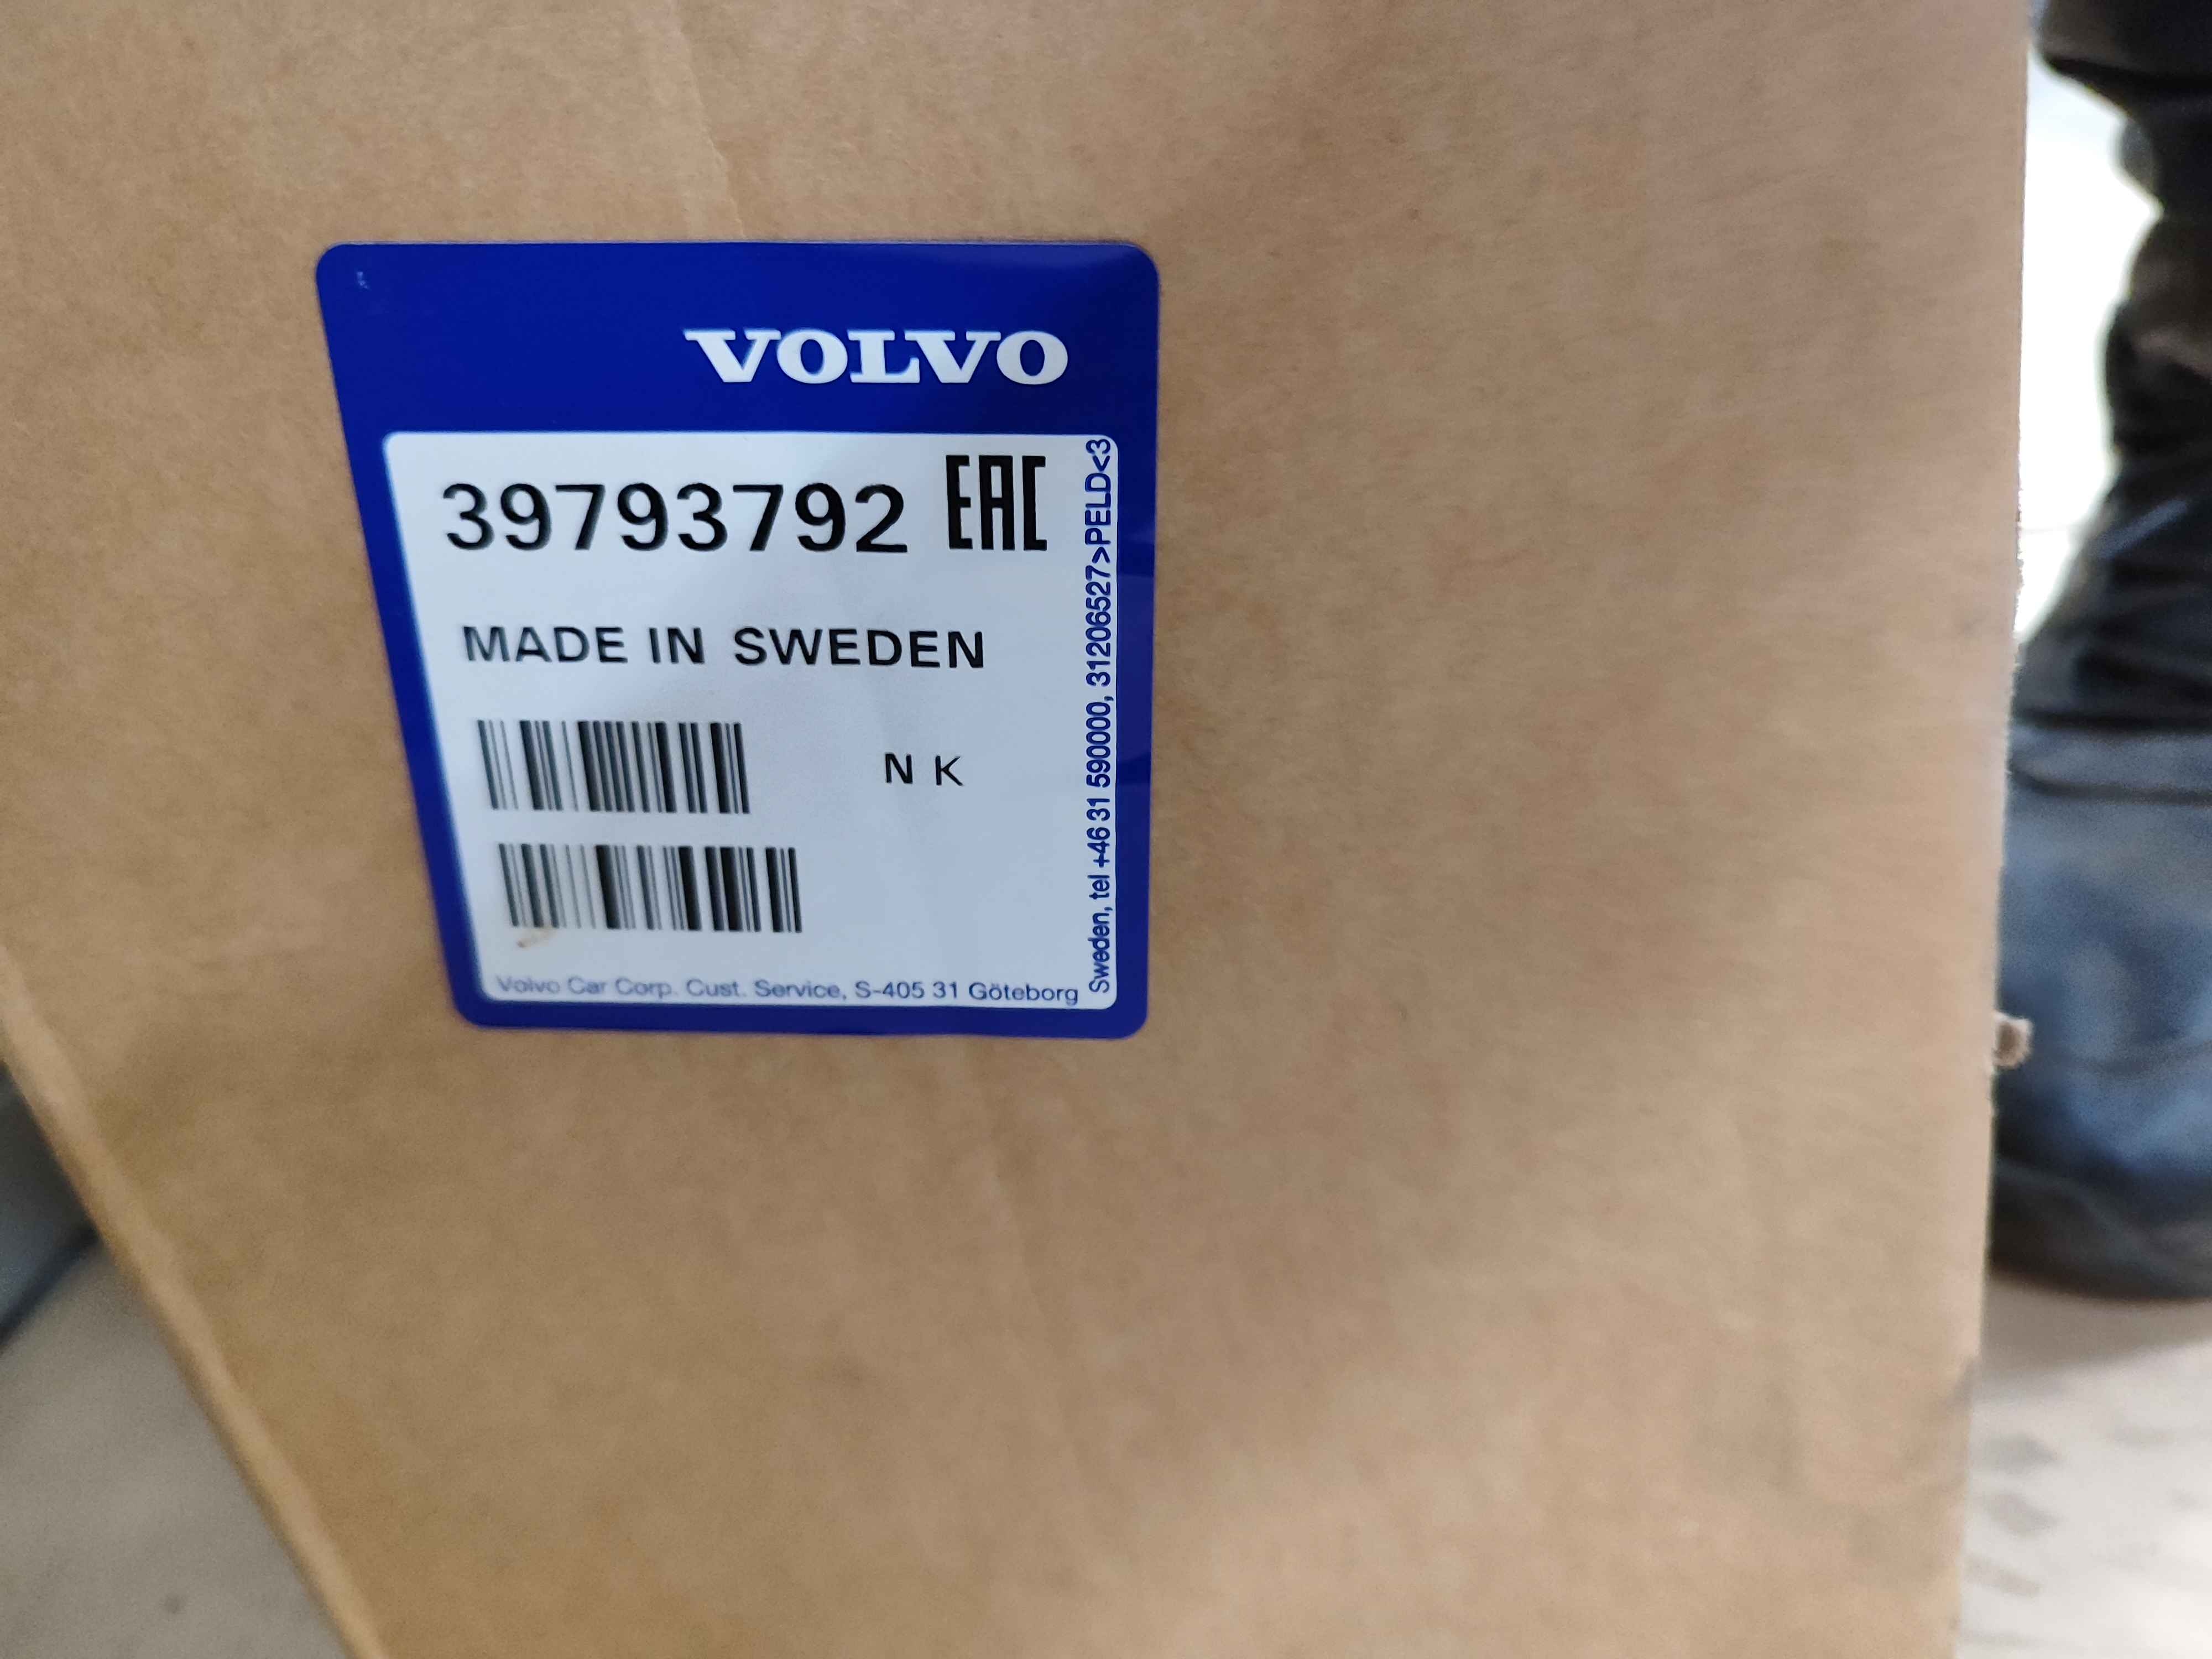 VOLVO
39793792 EAC
MADE IN SWEDEN
N K
Volvo Car Corp. Cust. Service, S-405 31 Göteborg
Sweden, tel +46 31 590000, 31206527>PELD<3